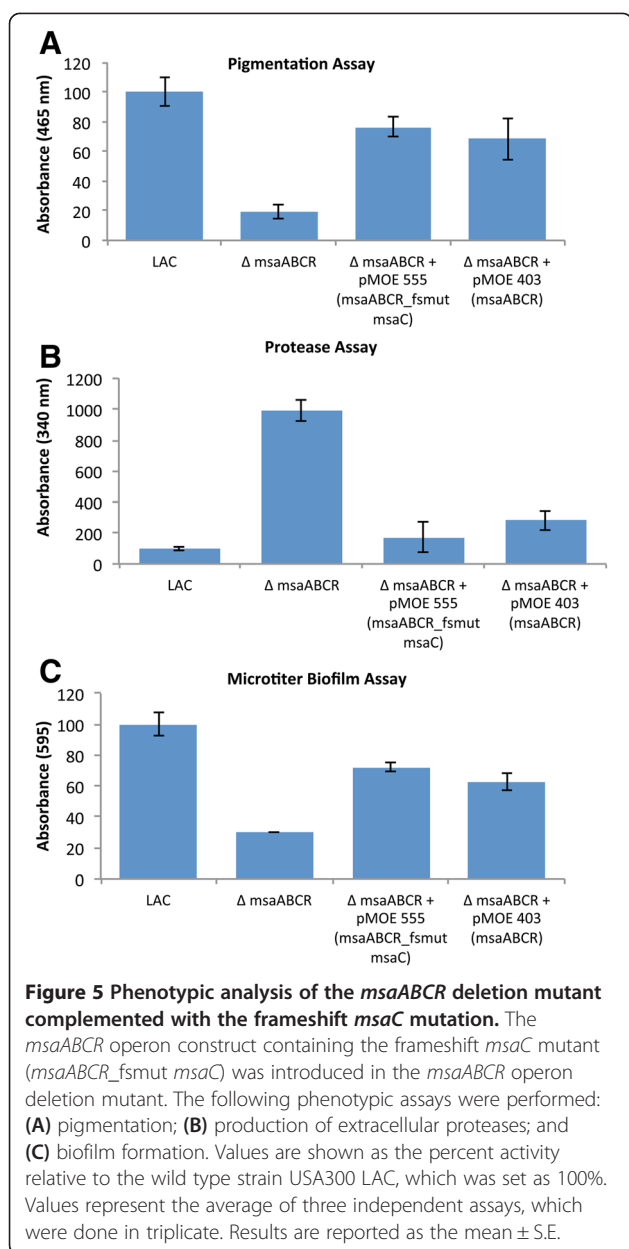 A
Pigmentation Assay
Absorbance (465 nm)
120
100
80
60
40
20
0
LAC
Δ msaABCR
Δ msaABCR +
pMOE 555
(msaABCR_fsmut
msaC)
Δ msaABCR +
pMOE 403
(msaABCR)
B
Protease Assay
Absorbance (340 nm)
1200
1000
800
600
400
200
0
LAC
Δ msaABCR
Δ msaABCR +
pMOE 555
(msaABCR_fsmut
msaC)
Δ msaABCR +
pMOE 403
(msaABCR)
C
Microtiter Biofilm Assay
Absorbance (595)
120
100
80
60
40
20
0
LAC
Δ msaABCR
Δ msaABCR +
pMOE 555
(msaABCR_fsmut
msaC)
Δ msaABCR +
pMOE 403
(msaABCR)
Figure 5 Phenotypic analysis of the msaABCR deletion mutant
complemented with the frameshift msaC mutation. The
msaABCR operon construct containing the frameshift msaC mutant
(msaABCR_fsmut msaC) was introduced in the msaABCR operon
deletion mutant. The following phenotypic assays were performed:
(A) pigmentation; (B) production of extracellular proteases; and
(C) biofilm formation. Values are shown as the percent activity
relative to the wild type strain USA300 LAC, which was set as 100%.
Values represent the average of three independent assays, which
were done in triplicate. Results are reported as the mean ± S.E.